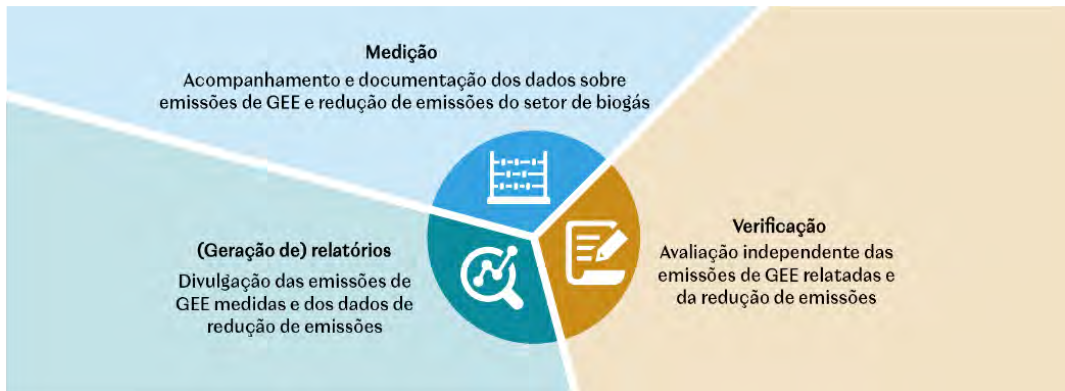 Medição
Acompanhamento e documentação dos dados sobre
emissões de GEE e redução de emissões do setor de biogás
(Geração de) relatórios
Divulgação das emissões de
GEE medidas e dos dados de
redução de emissões
Verificação
Avaliação independente das
emissões de GEE relatadas e
da redução de emissões